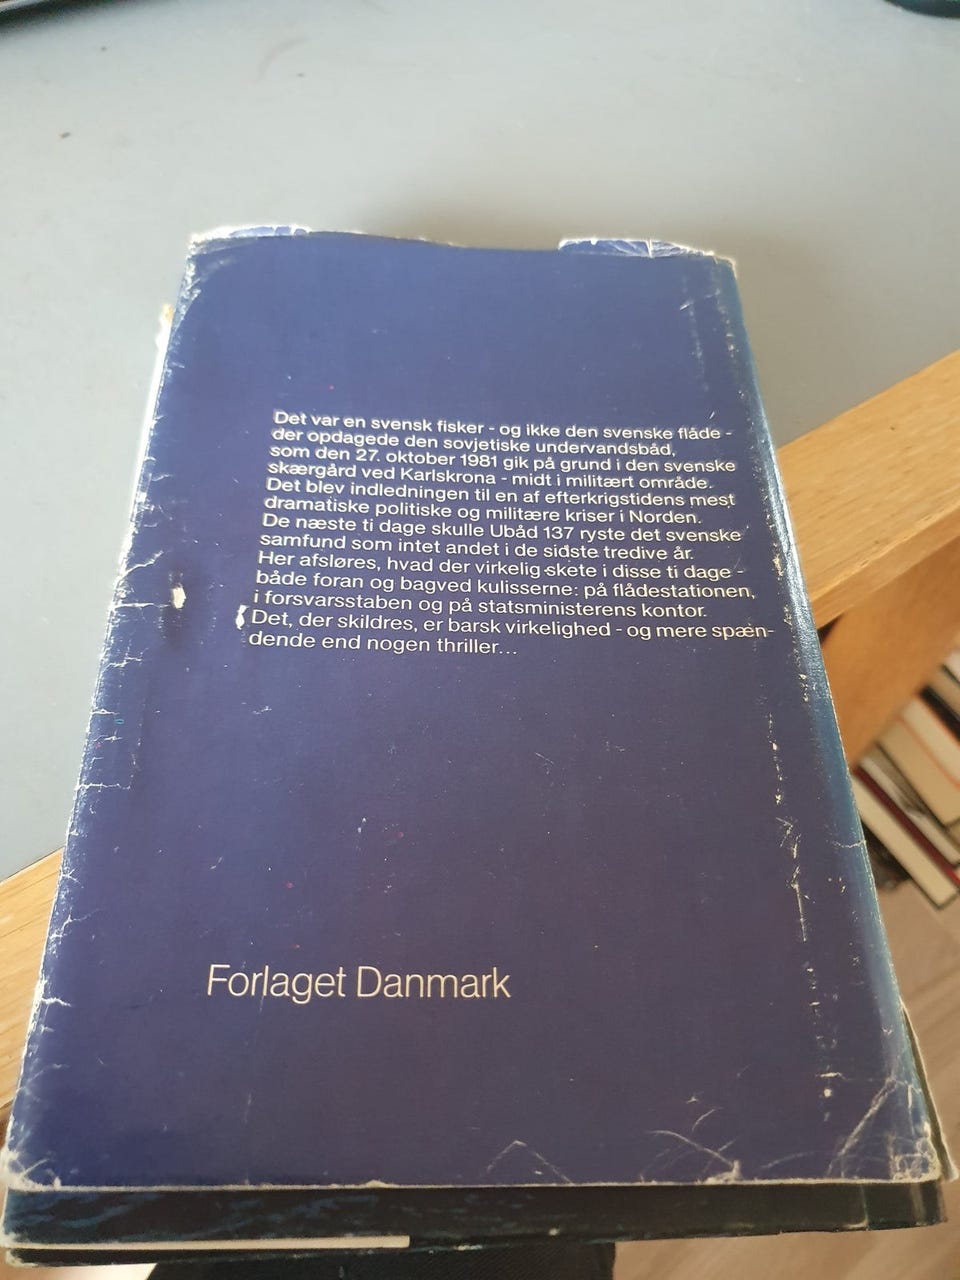 Det var en svensk fisker - og ikke den svenske flåde -
der opdagede den sovjetiske undervandsbåd,
som den 27. oktober 1981 gik på grund i den svenske
skærgård ved Karlskrona - midt i militært område.
Det blev indledningen til en af efterkrigstidens mest
dramatiske politiske og militære kriser i Norden.
De næste ti dage skulle Ubåd 137 ryste det svenske
samfund som intet andet i de sidste tredive år.
Her afsløres, hvad der virkelig skete i disse ti dage -
både foran og bagved kulisserne: på flådestationen,
i forsvarsstaben og på statsministerens kontor.
Det, der skildres, er barsk virkelighed - og mere spæn-
dende end nogen thriller...
Forlaget Danmark